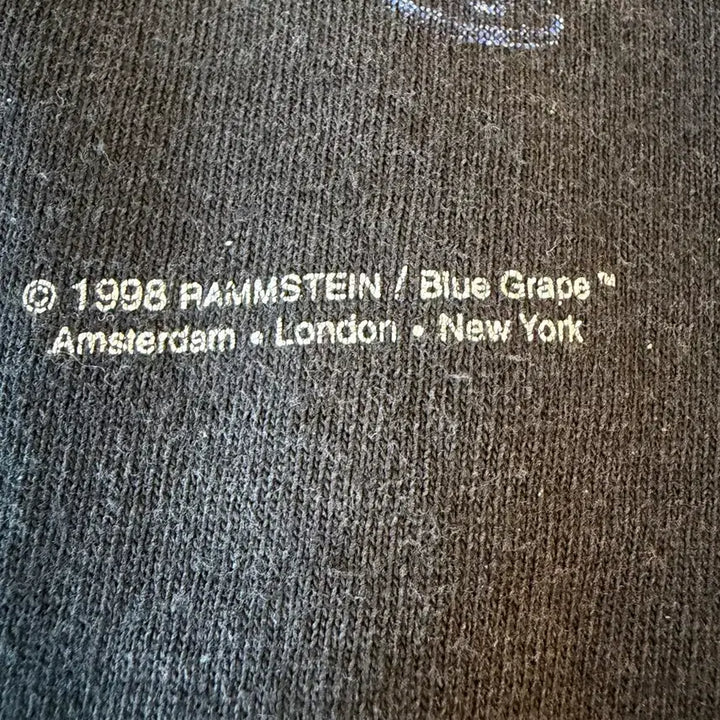 © 1998 RAMMSTEIN / Blue Grape™
Amsterdam • London • New York